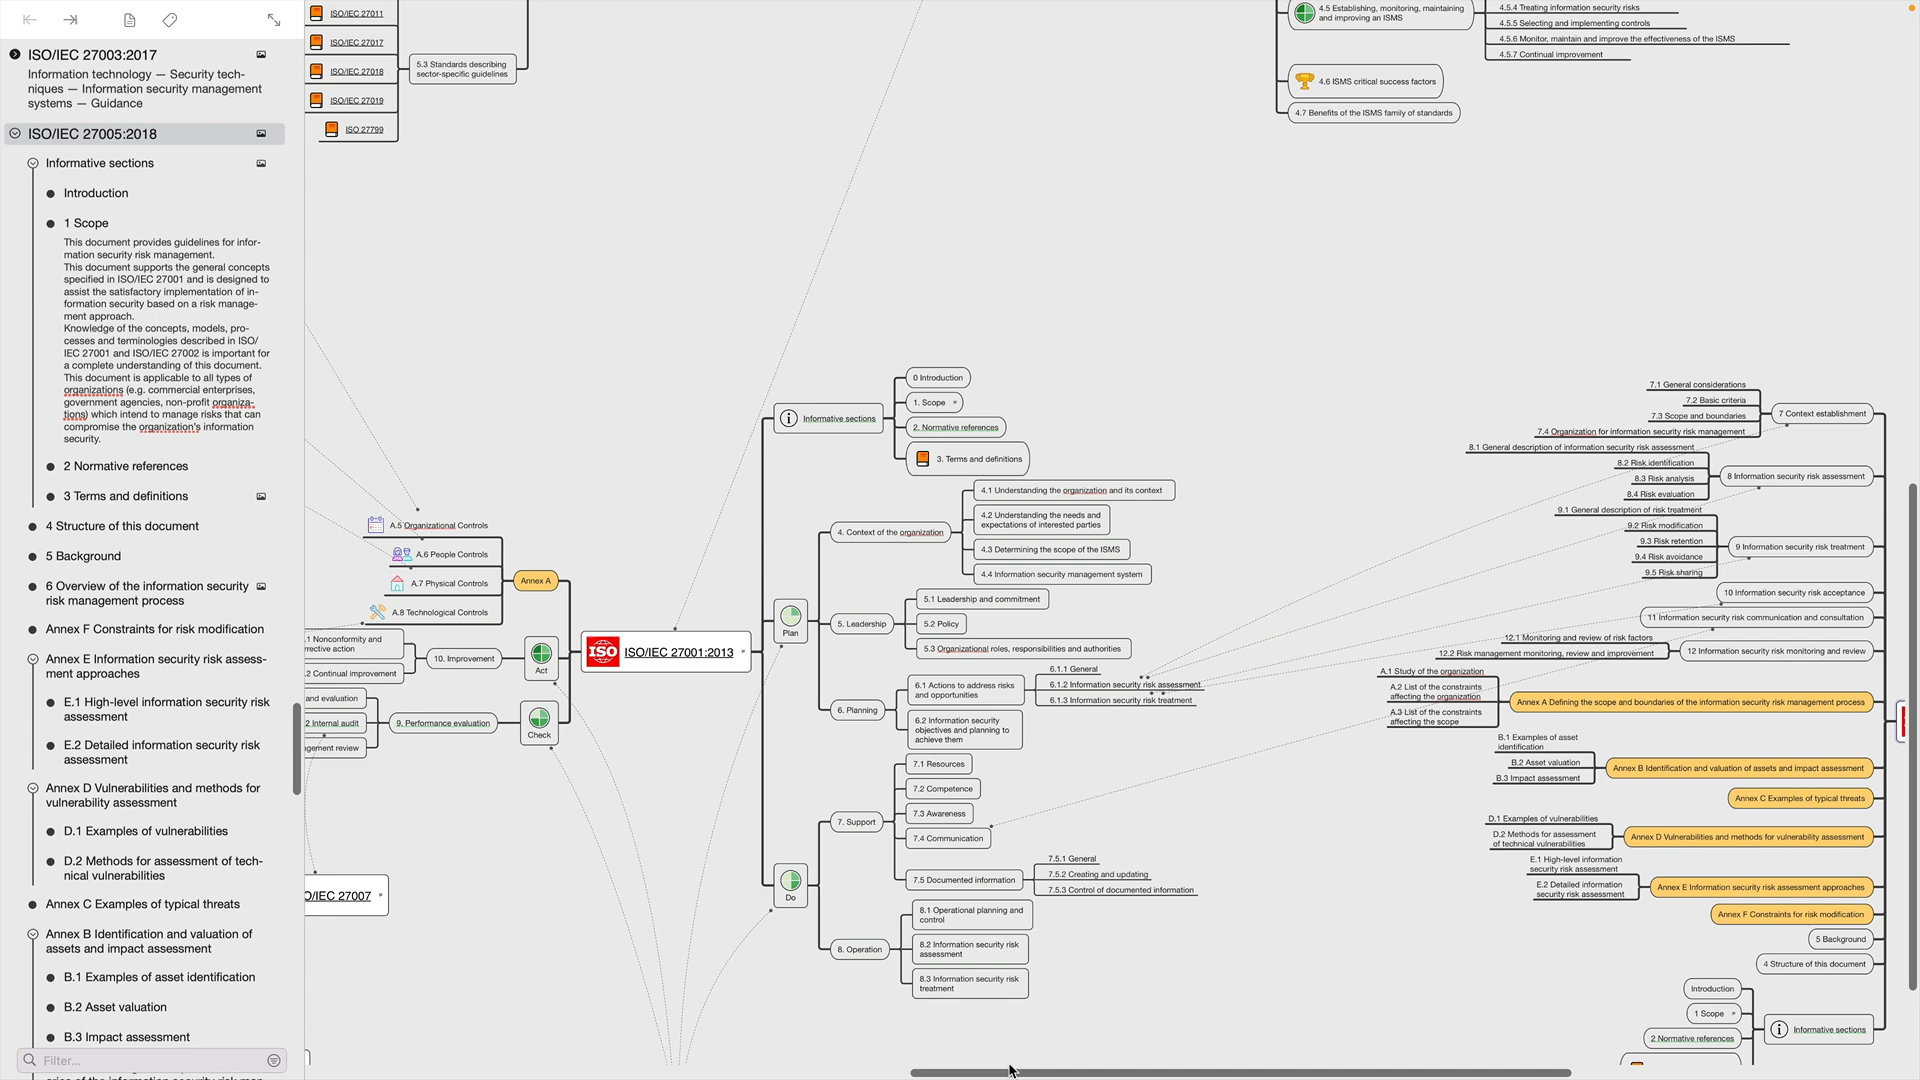 ISO/IEC 27003:2017
Information technology — Security tech-
niques — Information security management
systems — Guidance
ISO/IEC 27005:2018
Informative sections
Introduction
1 Scope
This document provides guidelines for infor-
mation security risk management.
This document supports the general concepts
specified in ISO/IEC 27001 and is designed to
assist the satisfactory implementation of in-
formation security based on a risk manage-
ment approach.
Knowledge of the concepts, models, pro-
cesses and terminologies described in ISO/
IEC 27001 and ISO/IEC 27002 is important for
a complete understanding of this document.
This document is applicable to all types of
organizations (e.g. commercial enterprises,
government agencies, non-profit organiza-
tions) which intend to manage risks that can
compromise the organization's information
security.
2 Normative references
3 Terms and definitions
4 Structure of this document
5 Background
6 Overview of the information security
risk management process
Annex F Constraints for risk modification
Annex E Information security risk assess-
ment approaches
E.1 High-level information security risk
assessment
E.2 Detailed information security risk
assessment
Annex D Vulnerabilities and methods for
vulnerability assessment
D.1 Examples of vulnerabilities
D.2 Methods for assessment of tech-
nical vulnerabilities
Annex C Examples of typical threats
Annex B Identification and valuation of
assets and impact assessment
B.1 Examples of asset identification
B.2 Asset valuation
B.3 Impact assessment
Filter...
ISO/IEC 27011
ISO/IEC 27017
ISO/IEC 27018
ISO/IEC 27019
ISO 27799
5.3 Standards describing
sector-specific guidelines
4.5 Establishing, monitoring, maintaining
and improving an ISMS
4.5.4 Treating information security risks
4.5.5 Selecting and implementing controls
4.5.6 Monitor, maintain and improve the effectiveness of the ISMS
4.5.7 Continual improvement
4.6 ISMS critical success factors
4.7 Benefits of the ISMS family of standards
A.5 Organizational Controls
A.6 People Controls
A.7 Physical Controls
A.8 Technological Controls
Annex A
.1 Nonconformity and
rrective action
.2 Continual improvement
10. Improvement
Act
and evaluation
2 Internal audit
agement review
9. Performance evaluation
Check
O/IEC 27007
ISO
ISO/IEC 27001:2013
Informative sections
0 Introduction
1. Scope
2. Normative references
3. Terms and definitions
Plan
4. Context of the organization
4.1 Understanding the organization and its context
4.2 Understanding the needs and
expectations of interested parties
4.3 Determining the scope of the ISMS
4.4 Information security management system
5. Leadership
5.1 Leadership and commitment
5.2 Policy
5.3 Organizational roles, responsibilities and authorities
6. Planning
6.1 Actions to address risks
and opportunities
6.1.1 General
6.1.2 Information security risk assessment
6.1.3 Information security risk treatment
6.2 Information security
objectives and planning to
achieve them
Do
7. Support
7.1 Resources
7.2 Competence
7.3 Awareness
7.4 Communication
7.5 Documented information
7.5.1 General
7.5.2 Creating and updating
7.5.3 Control of documented information
8. Operation
8.1 Operational planning and
control
8.2 Information security risk
assessment
8.3 Information security risk
treatment
7.1 General considerations
7.2 Basic criteria
7.3 Scope and boundaries
7.4 Organization for information security risk management
7 Context establishment
8.1 General description of information security risk assessment
8.2 Risk identification
8.3 Risk analysis
8.4 Risk evaluation
8 Information security risk assessment
9.1 General description of risk treatment
9.2 Risk modification
9.3 Risk retention
9.4 Risk avoidance
9.5 Risk sharing
9 Information security risk treatment
10 Information security risk acceptance
11 Information security risk communication and consultation
12.1 Monitoring and review of risk factors
12.2 Risk management monitoring, review and improvement
12 Information security risk monitoring and review
A.1 Study of the organization
A.2 List of the constraints
affecting the organization
A.3 List of the constraints
affecting the scope
Annex A Defining the scope and boundaries of the information security risk management process
B.1 Examples of asset
identification
B.2 Asset valuation
B.3 Impact assessment
Annex B Identification and valuation of assets and impact assessment
Annex C Examples of typical threats
D.1 Examples of vulnerabilities
D.2 Methods for assessment
of technical vulnerabilities
Annex D Vulnerabilities and methods for vulnerability assessment
E.1 High-level information
security risk assessment
E.2 Detailed information
security risk assessment
Annex E Information security risk assessment approaches
Annex F Constraints for risk modification
5 Background
4 Structure of this document
Introduction
1 Scope
2 Normative references
Informative sections